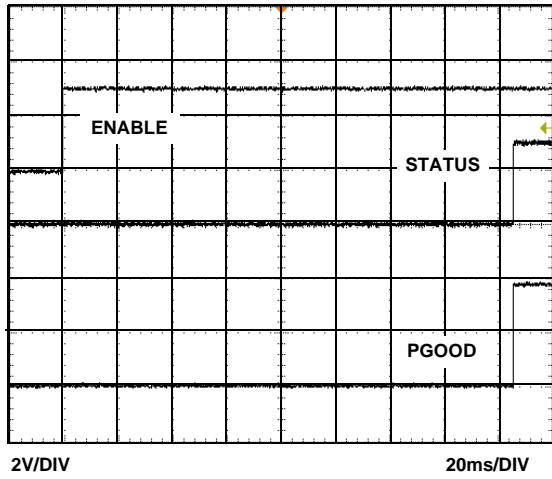 ENABLE
STATUS
PGOOD
2V/DIV
20ms/DIV